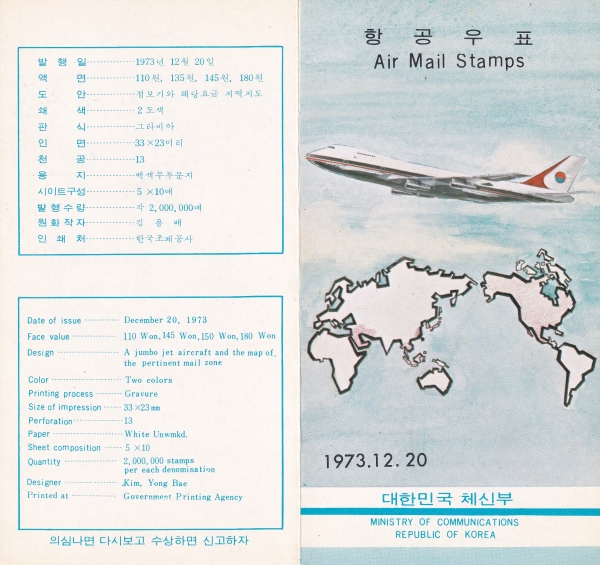 발행일 1973년 12월 20일
액면 110원, 135원, 145원, 180원
도안 점보기와 해당요금 지역지도
쇄색 2도색
판식 그라비아
인면 33×23미리
천공 13
용지 백색무투문지
시이트구성 5×10매
발행수량 각 2,000,000매
원화작자 김용배
인쇄처 한국조폐공사
Date of issue December 20, 1973
Face value 110 Won, 145 Won, 150 Won, 180 Won
Design A jumbo jet aircraft and the map of.
the pertinent mail zone
Color Two colors
Printing process Gravure
Size of impression 33×23mm
Perforation 13
Paper White Unwmkd.
Sheet composition 5×10
Quantity 2,000,000 stamps
per each denomination
Designer Kim, Yong Bae
Printed at Government Printing Agency
의심나면 다시보고 수상하면 신고하자
항공우표
Air Mail Stamps
1973.12.20
대한민국 체신부
MINISTRY OF COMMUNICATIONS
REPUBLIC OF KOREA